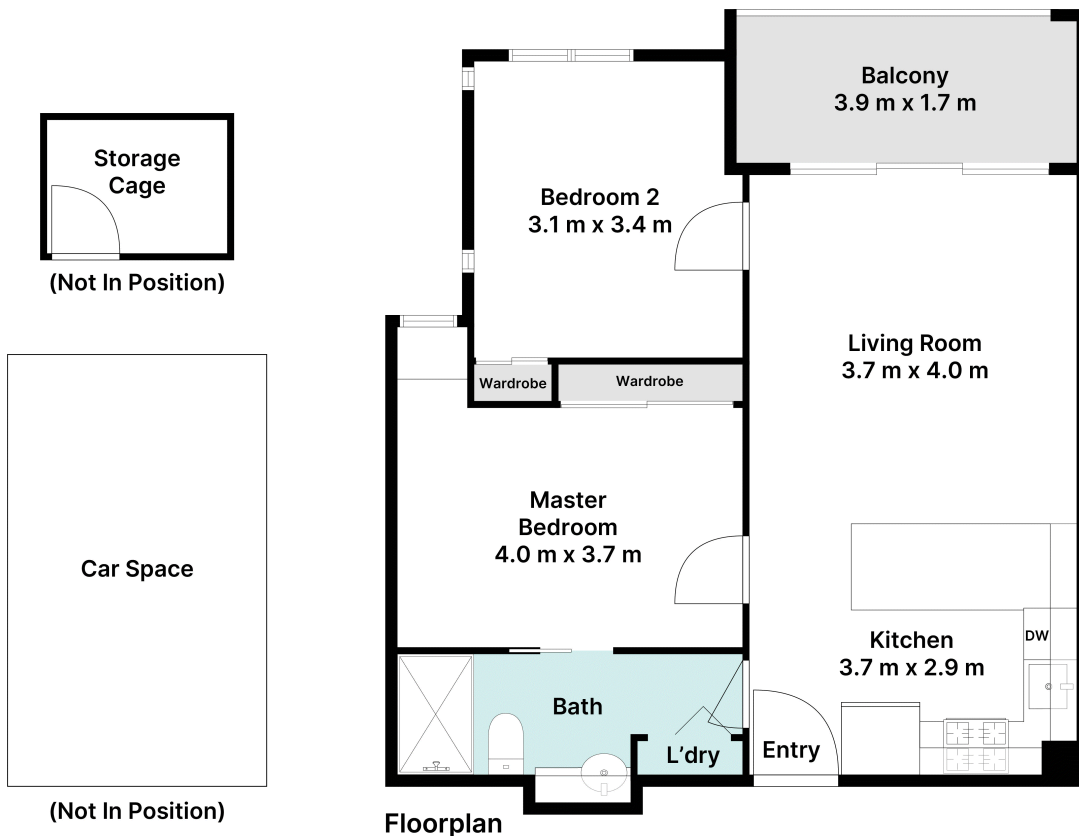 Storage
Cage
(Not In Position)
Car Space
(Not In Position)
Balcony
3.9 m x 1.7 m
Bedroom 2
3.1 m x 3.4 m
Living Room
3.7 m x 4.0 m
Wardrobe
Wardrobe
Master
Bedroom
4.0 m x 3.7 m
Kitchen
3.7 m x 2.9 m
DW
Bath
L’dry
Entry
Floorplan